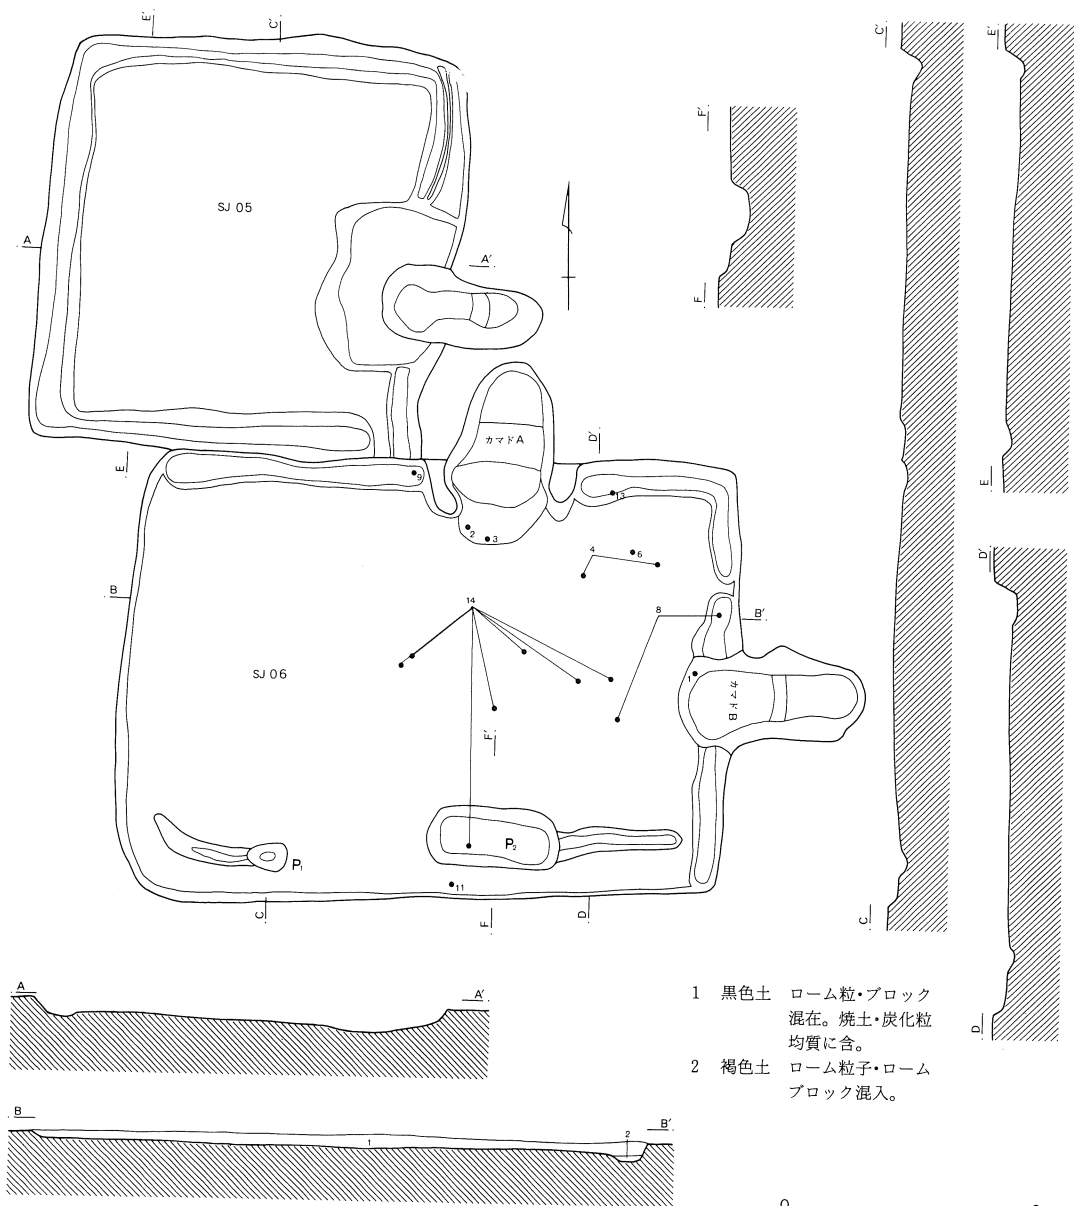 E′
C′
SJ 05
A
A′
F′
F
C′
E′
カマドA
D′
E
9
13
2
3
4
6
E
B
14
8
B′
D′
SJ 06
1
カマドB
F′
P₂
P₁
11
C
F
D
C
A
A′
D
1 黒色土 ローム粒・ブロック
混在。焼土・炭化粒
均質に含。
2 褐色土 ローム粒子・ローム
ブロック混入。
B
B′
1
2
0